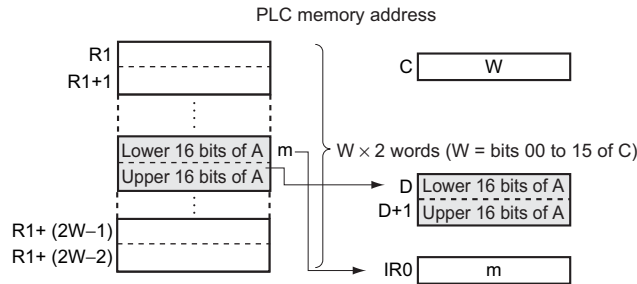 PLC memory address
R1
R1+1
C
W
Lower 16 bits of A
m
Upper 16 bits of A
W × 2 words (W = bits 00 to 15 of C)
D
Lower 16 bits of A
D+1
Upper 16 bits of A
R1+ (2W–1)
R1+ (2W–2)
IR0
m